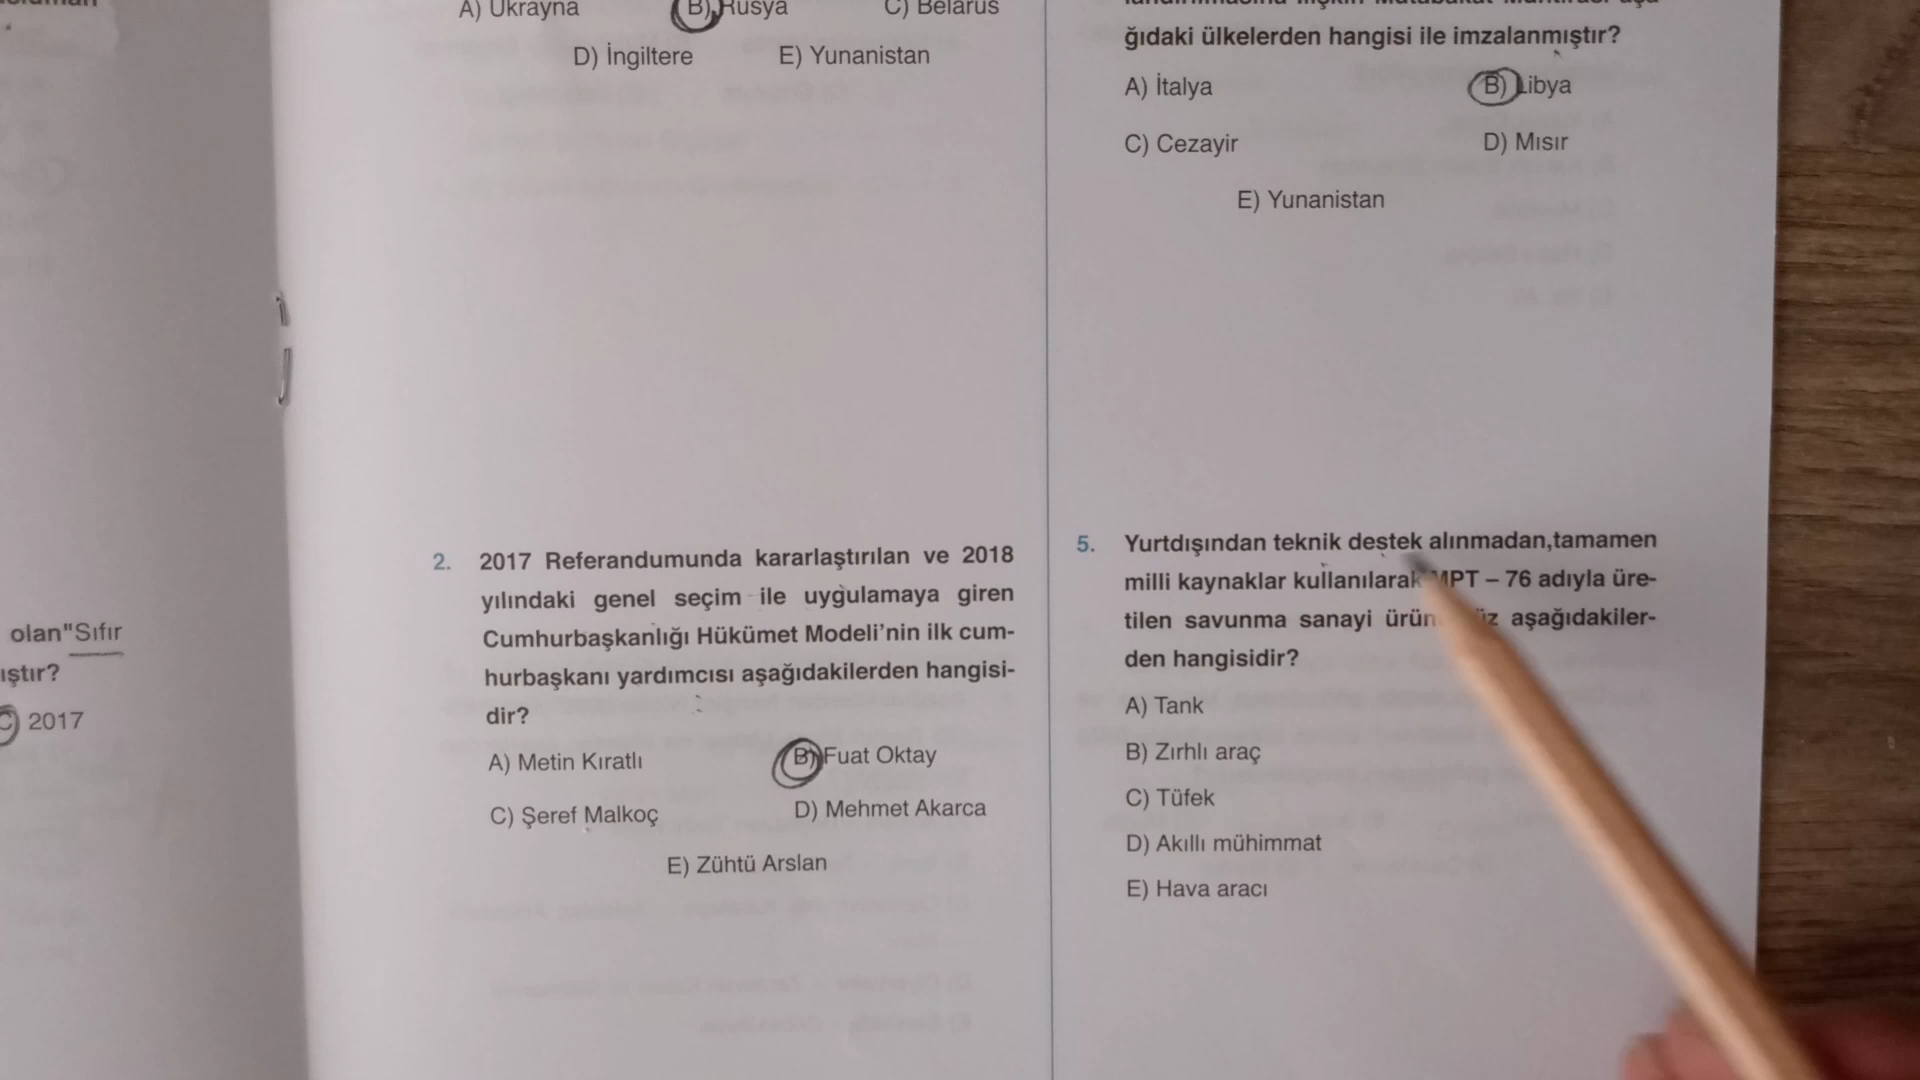 olan"Sıfır
ıştır?
C) 2017
A) Ukrayna B) Rusya C) Belarus
D) İngiltere E) Yunanistan
2. 2017 Referandumunda kararlaştırılan ve 2018
yılındaki genel seçim ile uygulamaya giren
Cumhurbaşkanlığı Hükümet Modeli'nin ilk cum-
hurbaşkanı yardımcısı aşağıdakilerden hangisi-
dir?
A) Metin Kıratlı B) Fuat Oktay
C) Şeref Malkoç D) Mehmet Akarca
E) Zühtü Arslan
ğıdaki ülkelerden hangisi ile imzalanmıştır?
A) İtalya B) Libya
C) Cezayir D) Mısır
E) Yunanistan
5. Yurtdışından teknik destek alınmadan,tamamen
milli kaynaklar kullanılarak MPT – 76 adıyla üre-
tilen savunma sanayi aşağıdakiler-
den hangisidir?
A) Tank
B) Zırhlı araç
C) Tüfek
D) Akıllı mühimmat
E) Hava aracı